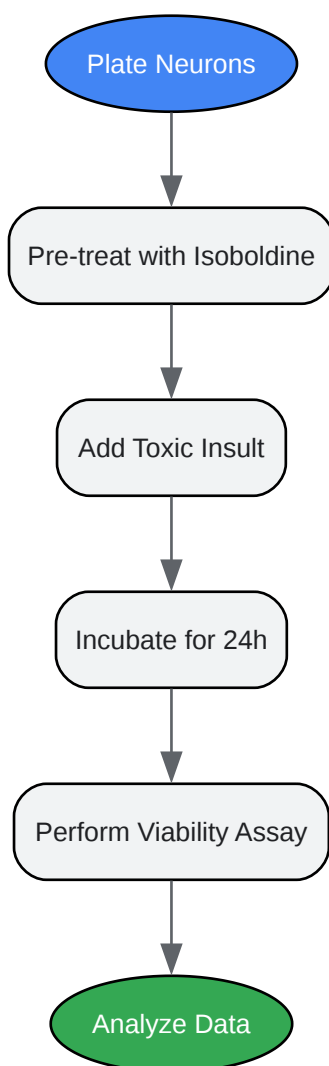 Plate Neurons
Pre-treat with Isoboldine
Add Toxic Insult
Incubate for 24h
Perform Viability Assay
Analyze Data